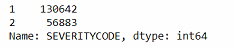 1    130642
2     56883
Name: SEVERITYCODE, dtype: int64